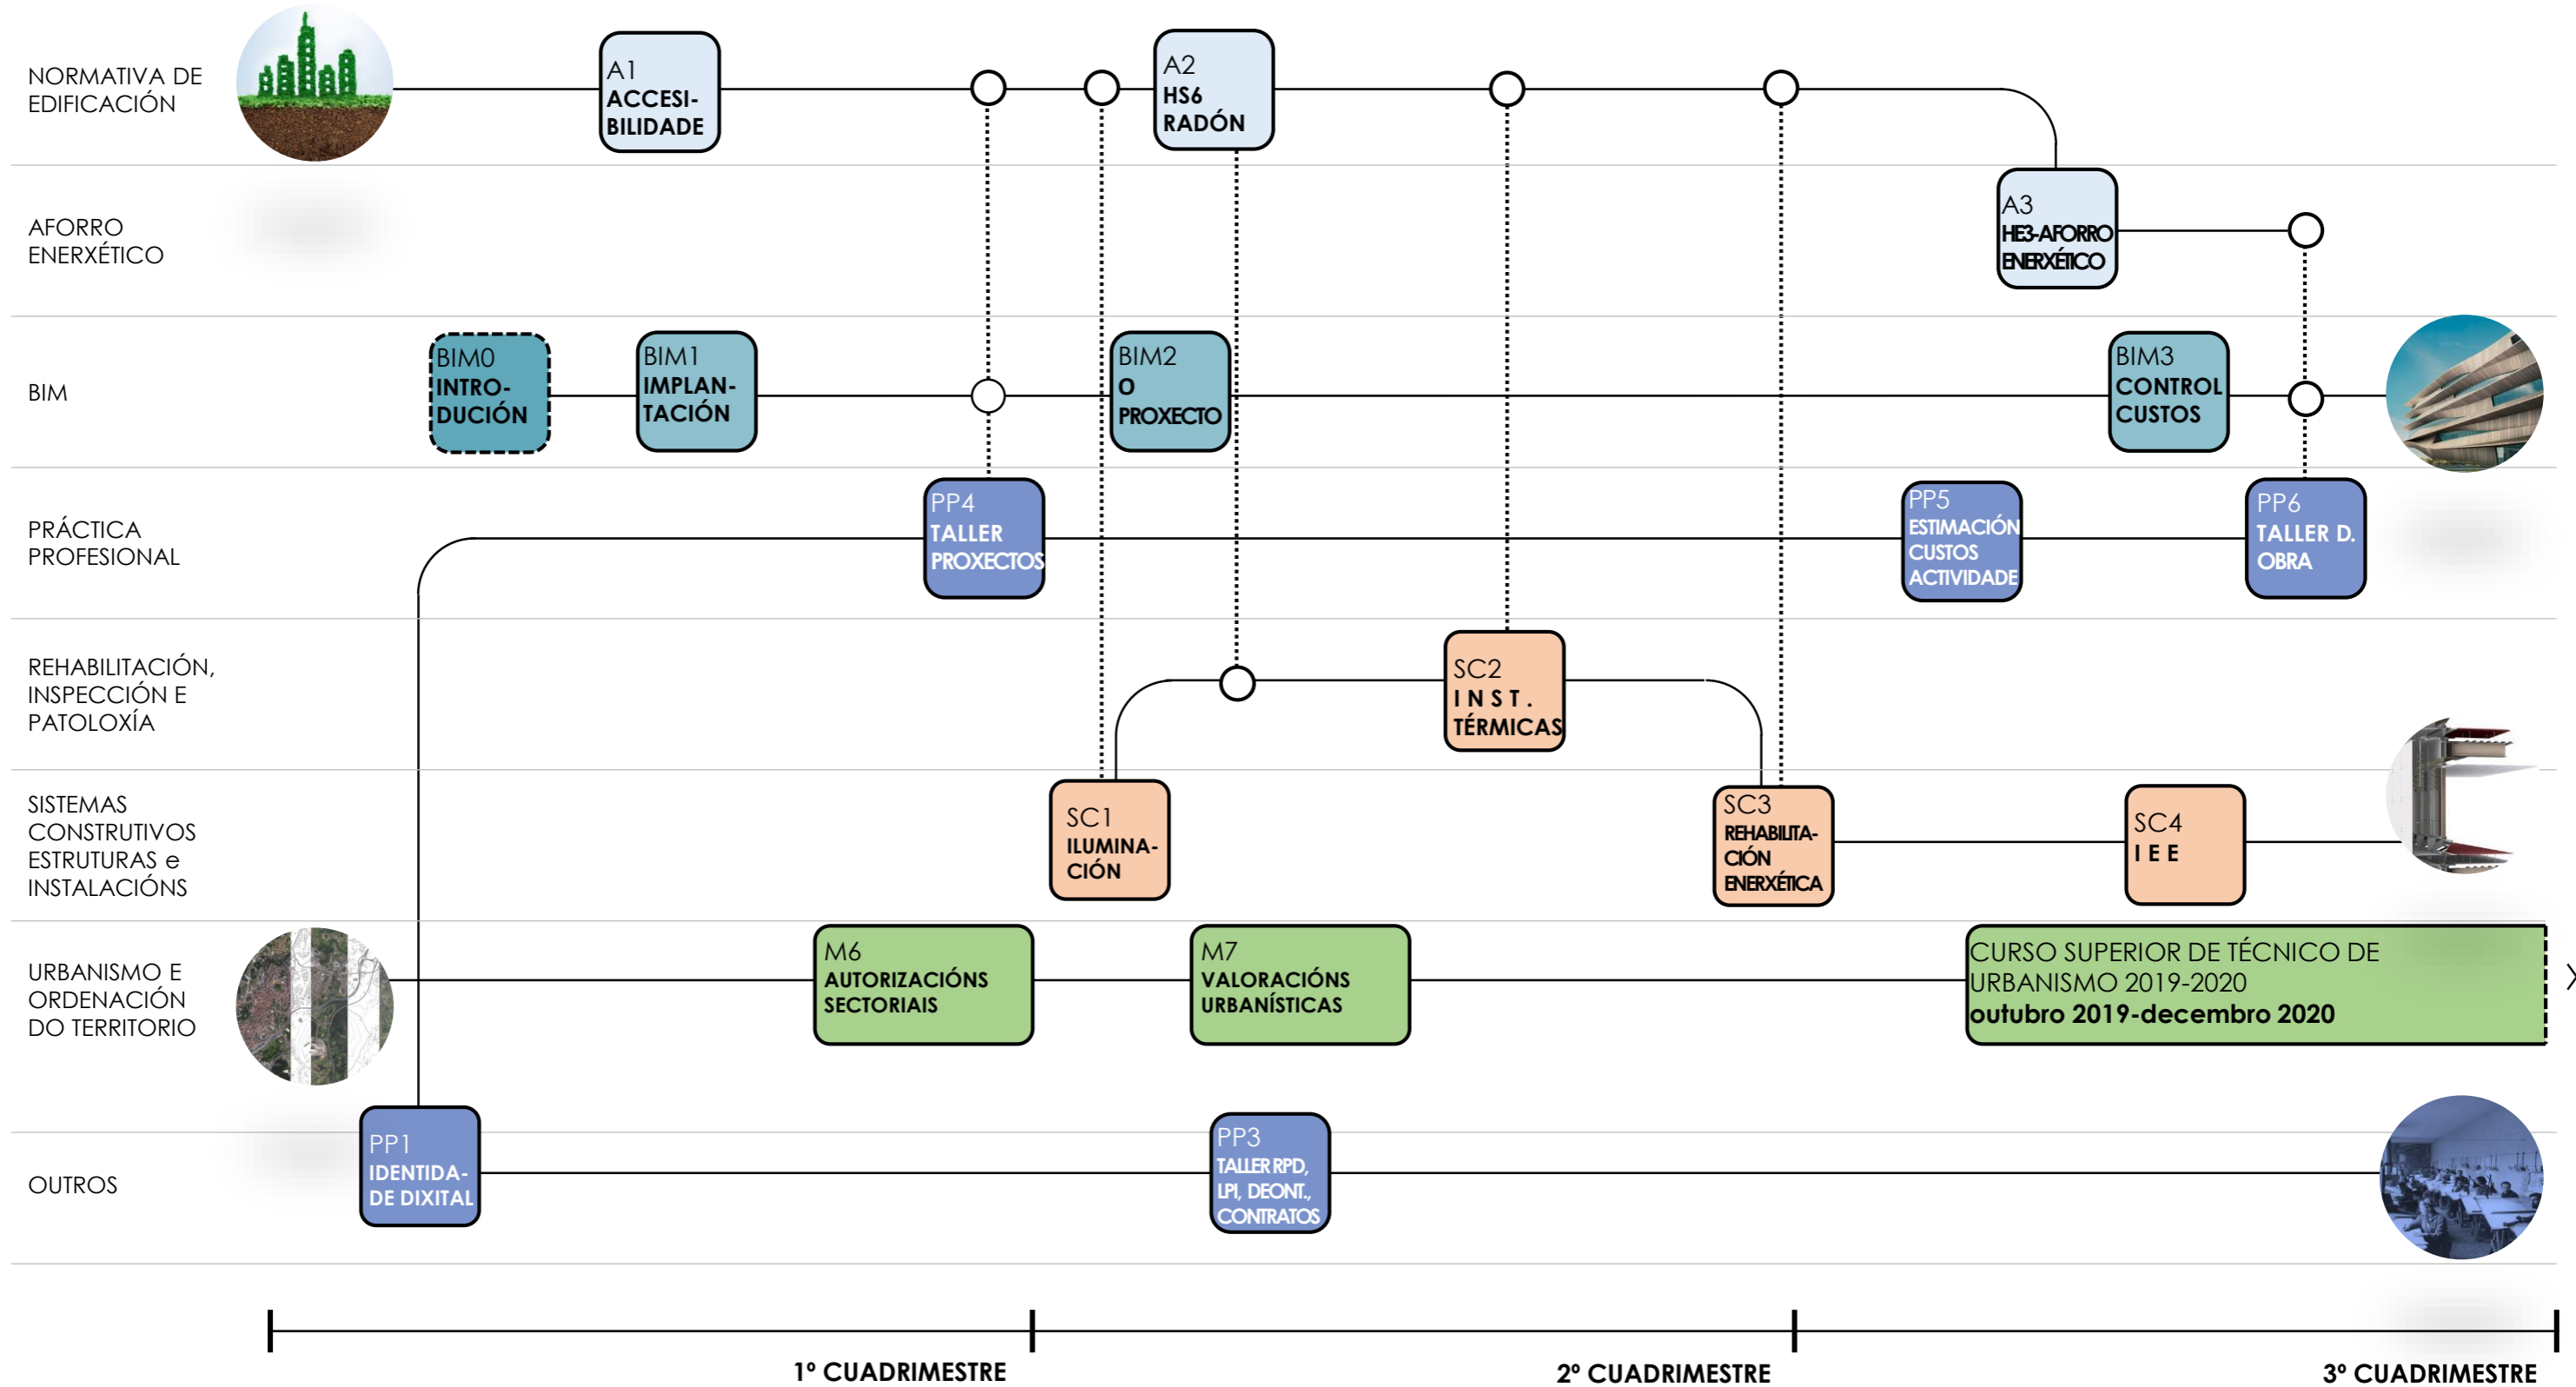 NORMATIVA DE
EDIFICACIÓN
A1
ACCESI-
BILIDADE
A2
HS6
RADÓN
AFORRO
ENERXÉTICO
A3
HE3-AFORRO
ENERXÉTICO
BIM
BIM0
INTRO-
DUCIÓN
BIM1
IMPLAN-
TACIÓN
BIM2
O
PROXECTO
BIM3
CONTROL
CUSTOS
PRÁCTICA
PROFESIONAL
PP4
TALLER
PROXECTOS
PP5
ESTIMACIÓN
CUSTOS
ACTIVIDADE
PP6
TALLER D.
OBRA
REHABILITACIÓN,
INSPECCIÓN E
PATOLOXÍA
SC2
INST.
TÉRMICAS
SISTEMAS
CONSTRUTIVOS
ESTRUTURAS e
INSTALACIÓNS
SC1
ILUMINA-
CIÓN
SC3
REHABILITA-
CIÓN
ENERXÉTICA
SC4
IEE
URBANISMO E
ORDENACIÓN
DO TERRITORIO
M6
AUTORIZACIÓNS
SECTORIAIS
M7
VALORACIÓNS
URBANÍSTICAS
CURSO SUPERIOR DE TÉCNICO DE
URBANISMO 2019-2020
outubro 2019-decembro 2020
OUTROS
PP1
IDENTIDA-
DE DIXITAL
PP3
TALLER RPD,
LPI, DEONT.,
CONTRATOS
1º CUADRIMESTRE
2º CUADRIMESTRE
3º CUADRIMESTRE